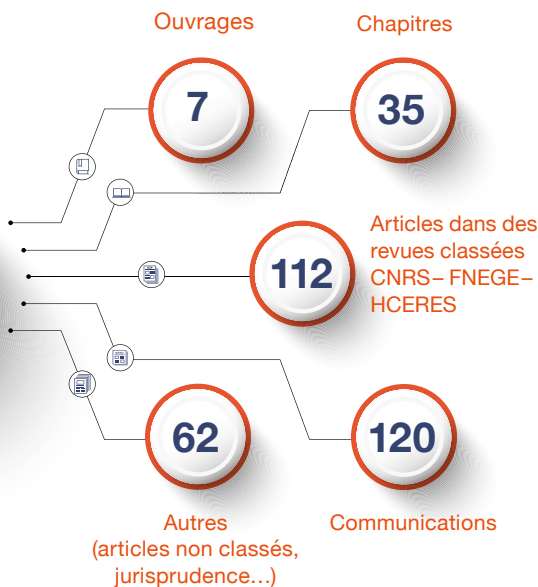 Ouvrages
7
Chapitres
35
112
Articles dans des
revues classées
CNRS– FNEGE–
HCERES
62
Autres
(articles non classés,
jurisprudence…)
120
Communications